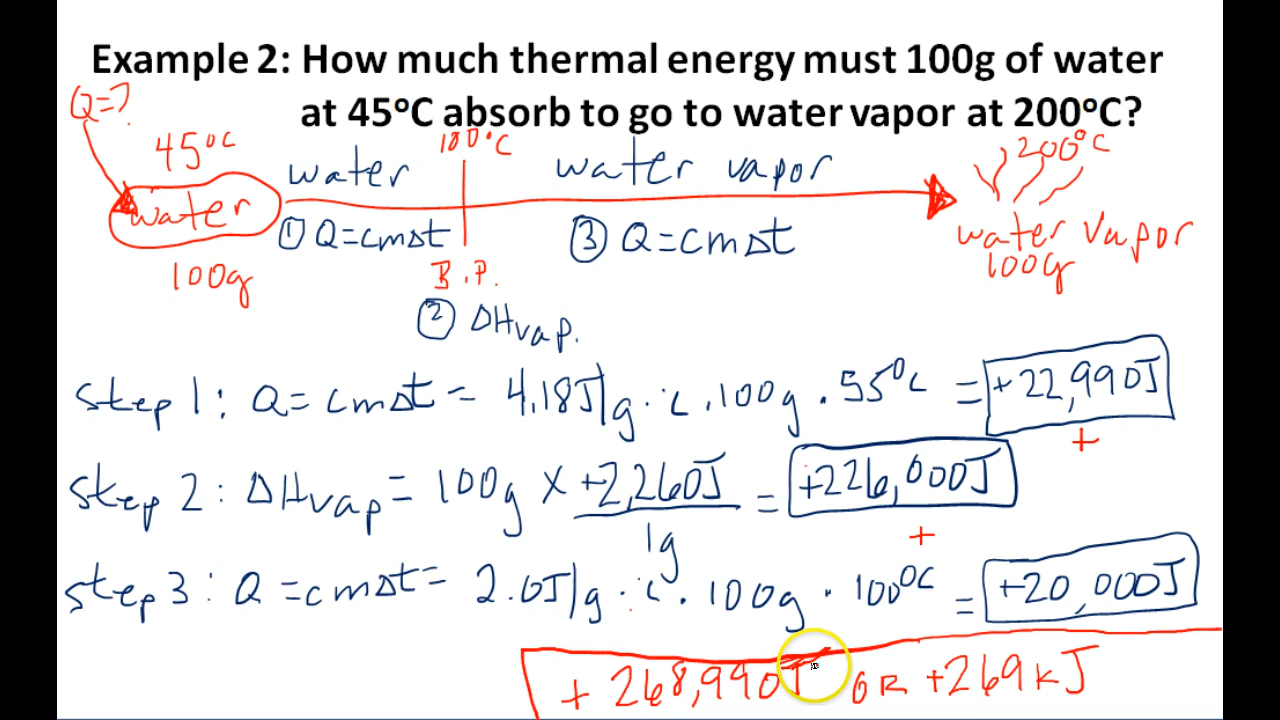 Example 2: How much thermal energy must 100g of water
at 45°C absorb to go to water vapor at 200°C?
Q=?
45°C
water
100g
water
100°C
water vapor
① Q=cmΔt
③ Q=cmΔt
B.P.
② ΔHvap.
200°C
water vapor
100g
step 1: Q=cmΔt = 4.18J/g·°C · 100g · 55°C = +22,990J
+
step 2: ΔHvap = 100g x +2,260J/1g = +226,000J
+
step 3: Q=cmΔt = 2.0J/g·°C · 100g · 100°C = +20,000J
+ 268,990J OR +269kJ